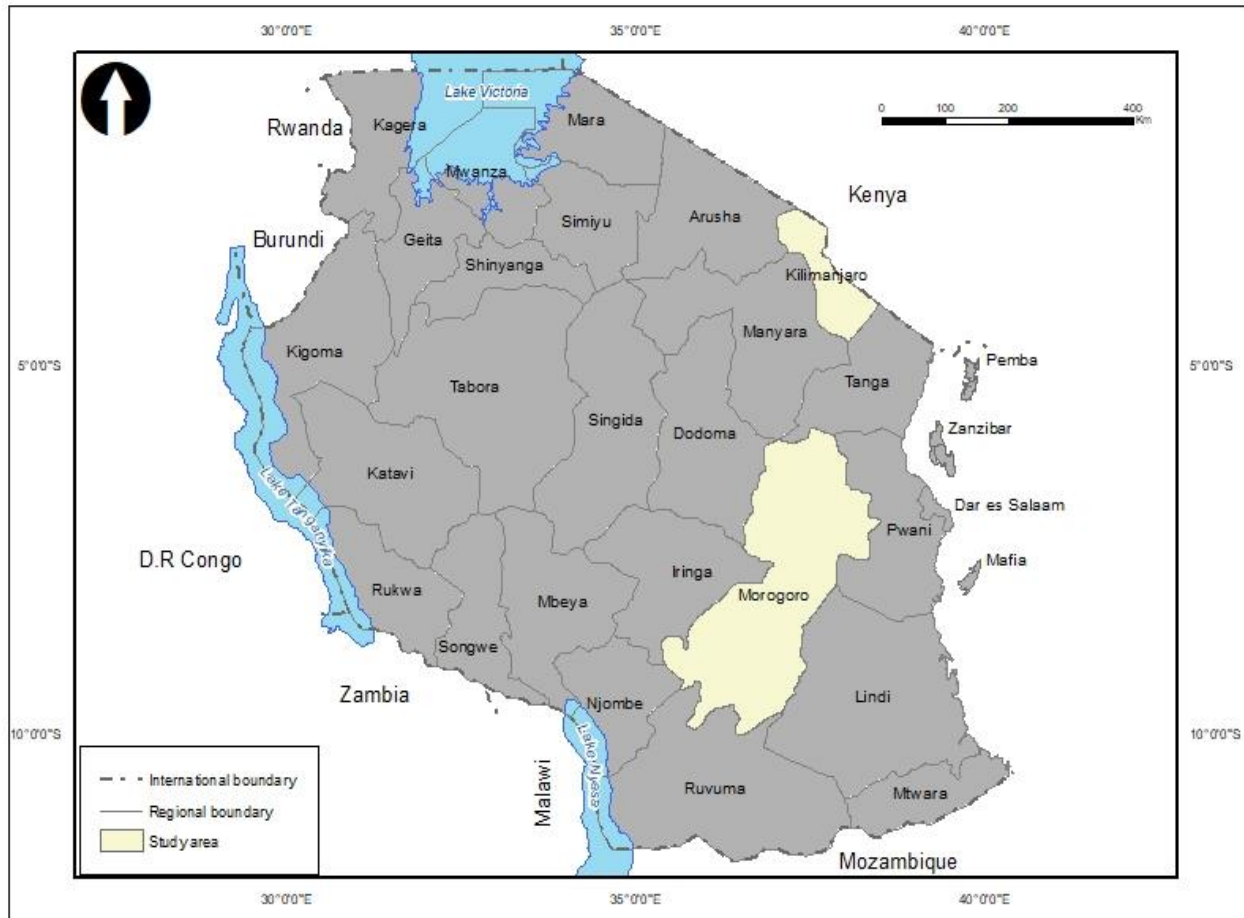 30°0'0"E 35°0'0"E 40°0'0"E
Lake Victoria
0 100 200 400
Km
Rwanda
Kagera
Mara
Mwanza
Kenya
Simiyu
Arusha
Burundi
Geita
Shinyanga
Kilimanjaro
Kigoma
Manyara
5°0'0"S
5°0'0"S
Pemba
Tabora
Tanga
Singida
Dodoma
Zanzibar
Katavi
Lake Tanganyika
Dar es Salaam
Pwani
D.R Congo
Mafia
Iringa
Rukwa
Mbeya
Morogoro
Songwe
Zambia
Njombe
Lindi
10°0'0"S
10°0'0"S
Lake Nyasa
Malawi
Ruvuma
Mtwara
Mozambique
International boundary
Regional boundary
Study area
30°0'0"E 35°0'0"E 40°0'0"E